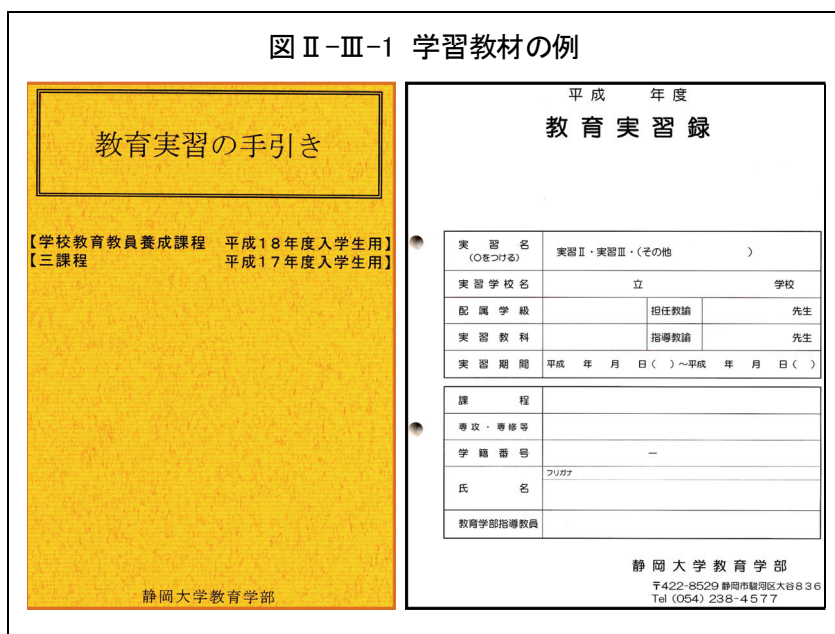 図Ⅱ-Ⅲ-1 学習教材の例
教育実習の手引き
【学校教育教員養成課程 平成18年度入学生用】
【三課程 平成17年度入学生用】
静岡大学教育学部
平成 年度
教育実習録
実習名 実習Ⅱ・実習Ⅲ・(その他 )
(○をつける)
実習学校名 立 学校
配属学級 担任教諭 先生
実習教科 指導教諭 先生
実習期間 平成 年 月 日( )~平成 年 月 日( )
課程
専攻・専修等
学籍番号 ー
フリガナ
氏名
教育学部指導教員
静岡大学教育学部
〒422-8529 静岡市駿河区大谷836
Tel (054) 238-4577